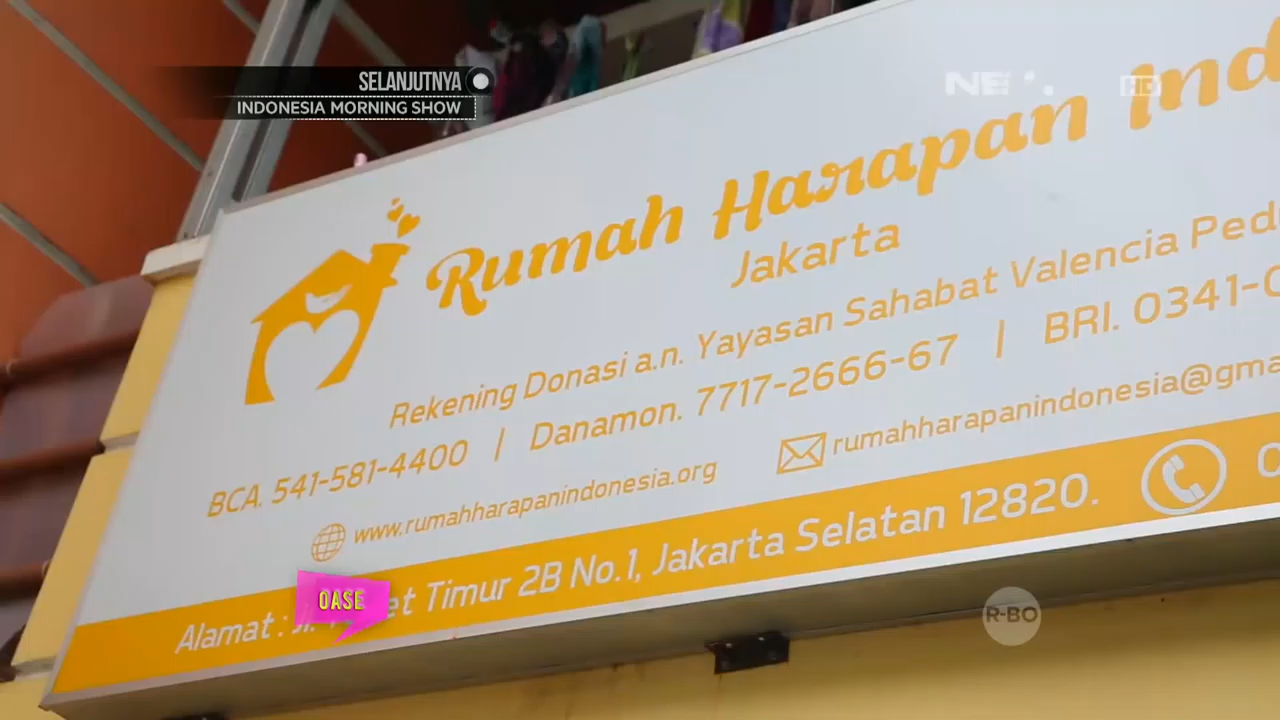 SELANJUTNYA
INDONESIA MORNING SHOW
HD
Rumah Harapan Ind
Jakarta
Rekening Donasi a.n. Yayasan Sahabat Valencia Ped
BCA. 541-581-4400 | Danamon. 7717-2666-67 | BRI. 0341-0
www.rumahharapanindonesia.org
rumahharapanindonesia@gma
Alamat : Timur 2B No.1, Jakarta Selatan 12820.
OASE
R-BO